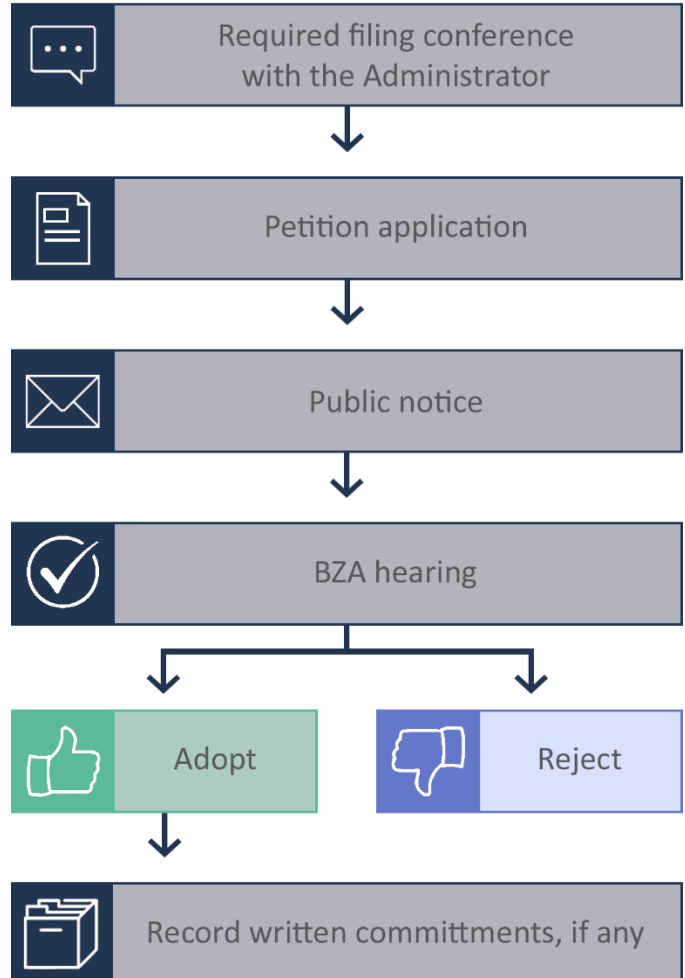 Required filing conference
with the Administrator
Petition application
Public notice
BZA hearing
Adopt
Reject
Record written committments, if any